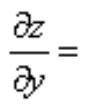 ∂z/∂y =